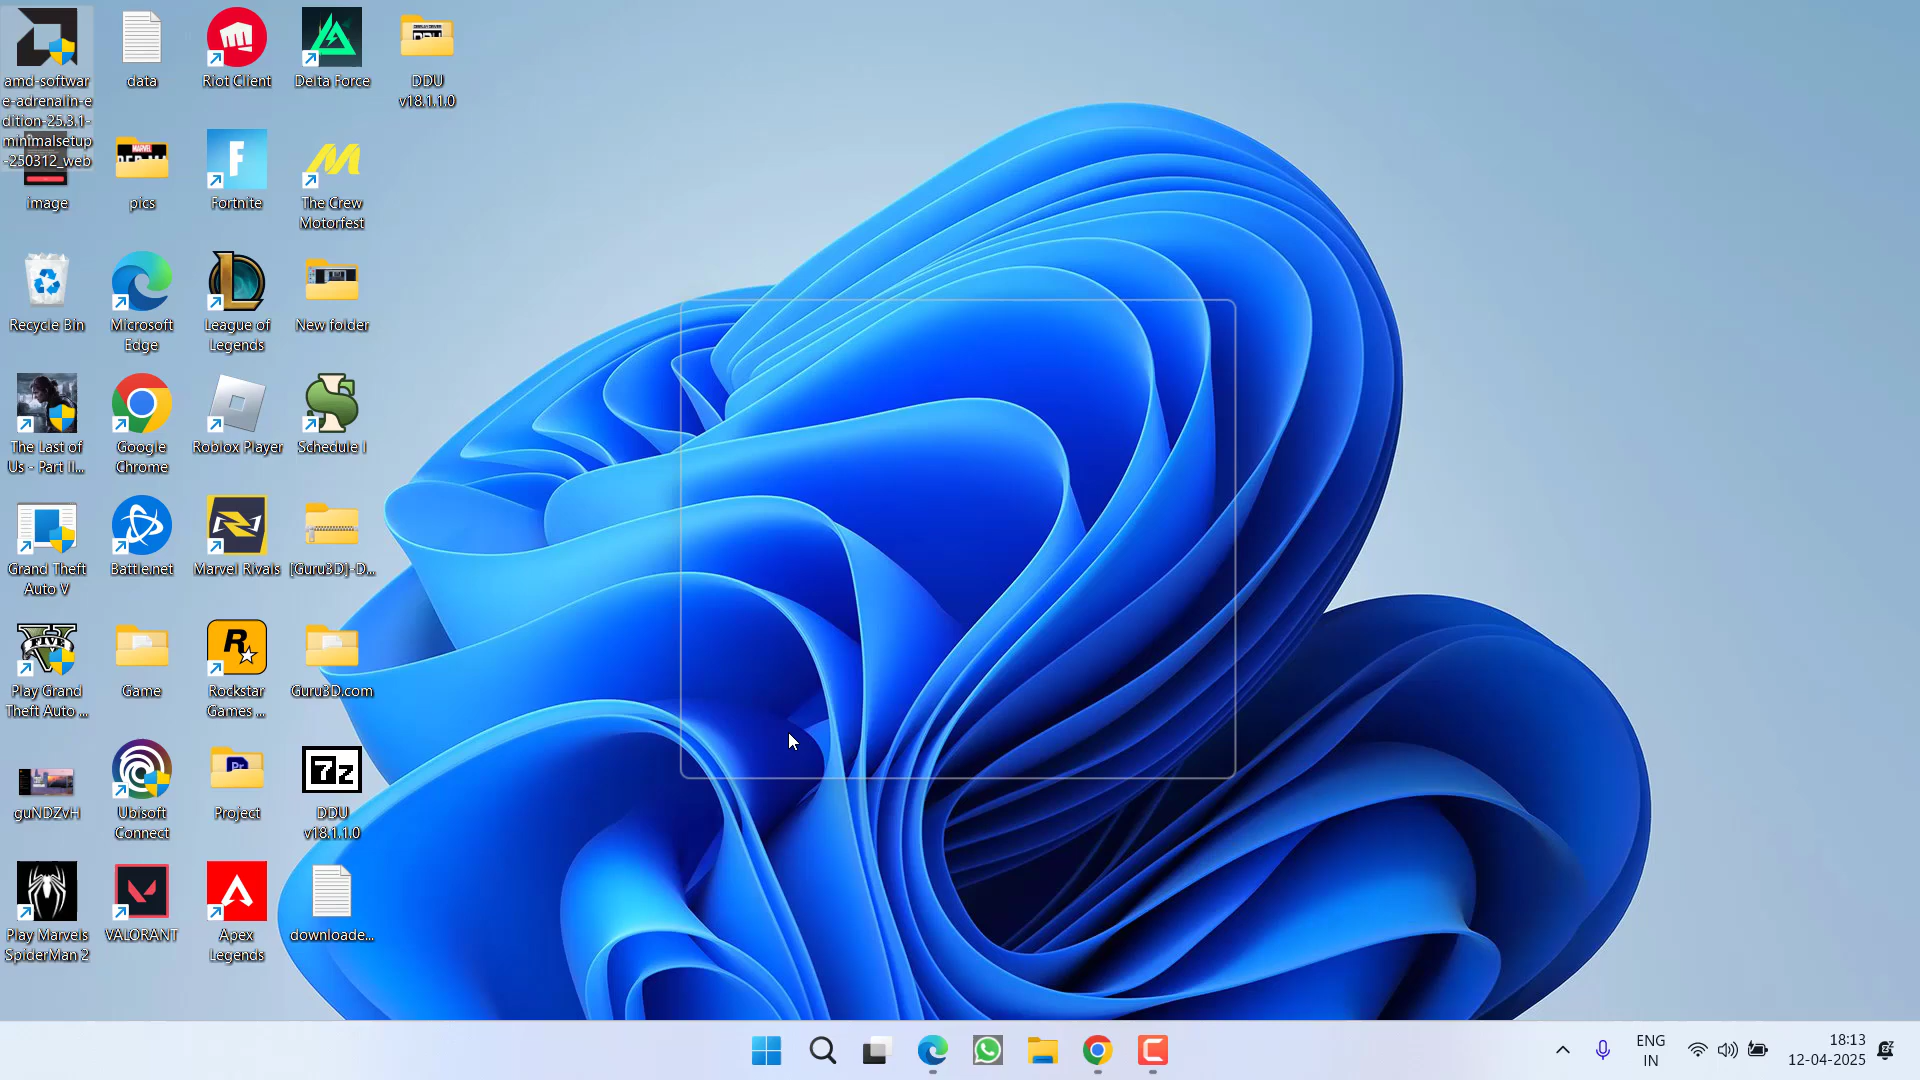 amd-softwar
e-adrenalin-e
dition-25.3.1-
minimalsetup
-250312_web
data
Riot Client
Delta Force
DDU
v18.1.1.0
image
MARVEL
pics
F
Fortnite
The Crew
Motorfest
Recycle Bin
Microsoft
Edge
L
League of
Legends
New folder
The Last of
Us - Part II...
Google
Chrome
Roblox Player
S
Schedule I
Grand Theft
Auto V
Battle.net
Marvel Rivals
[Guru3D]-D...
V
FIVE
Play Grand
Theft Auto ...
Game
R
Rockstar
Games ...
Guru3D.com
guNDZvH
Ubisoft
Connect
Pr
Project
7z
DDU
v18.1.1.0
Play Marvels
SpiderMan 2
VALORANT
Apex
Legends
downloade...
ENG
IN
18:13
12-04-2025